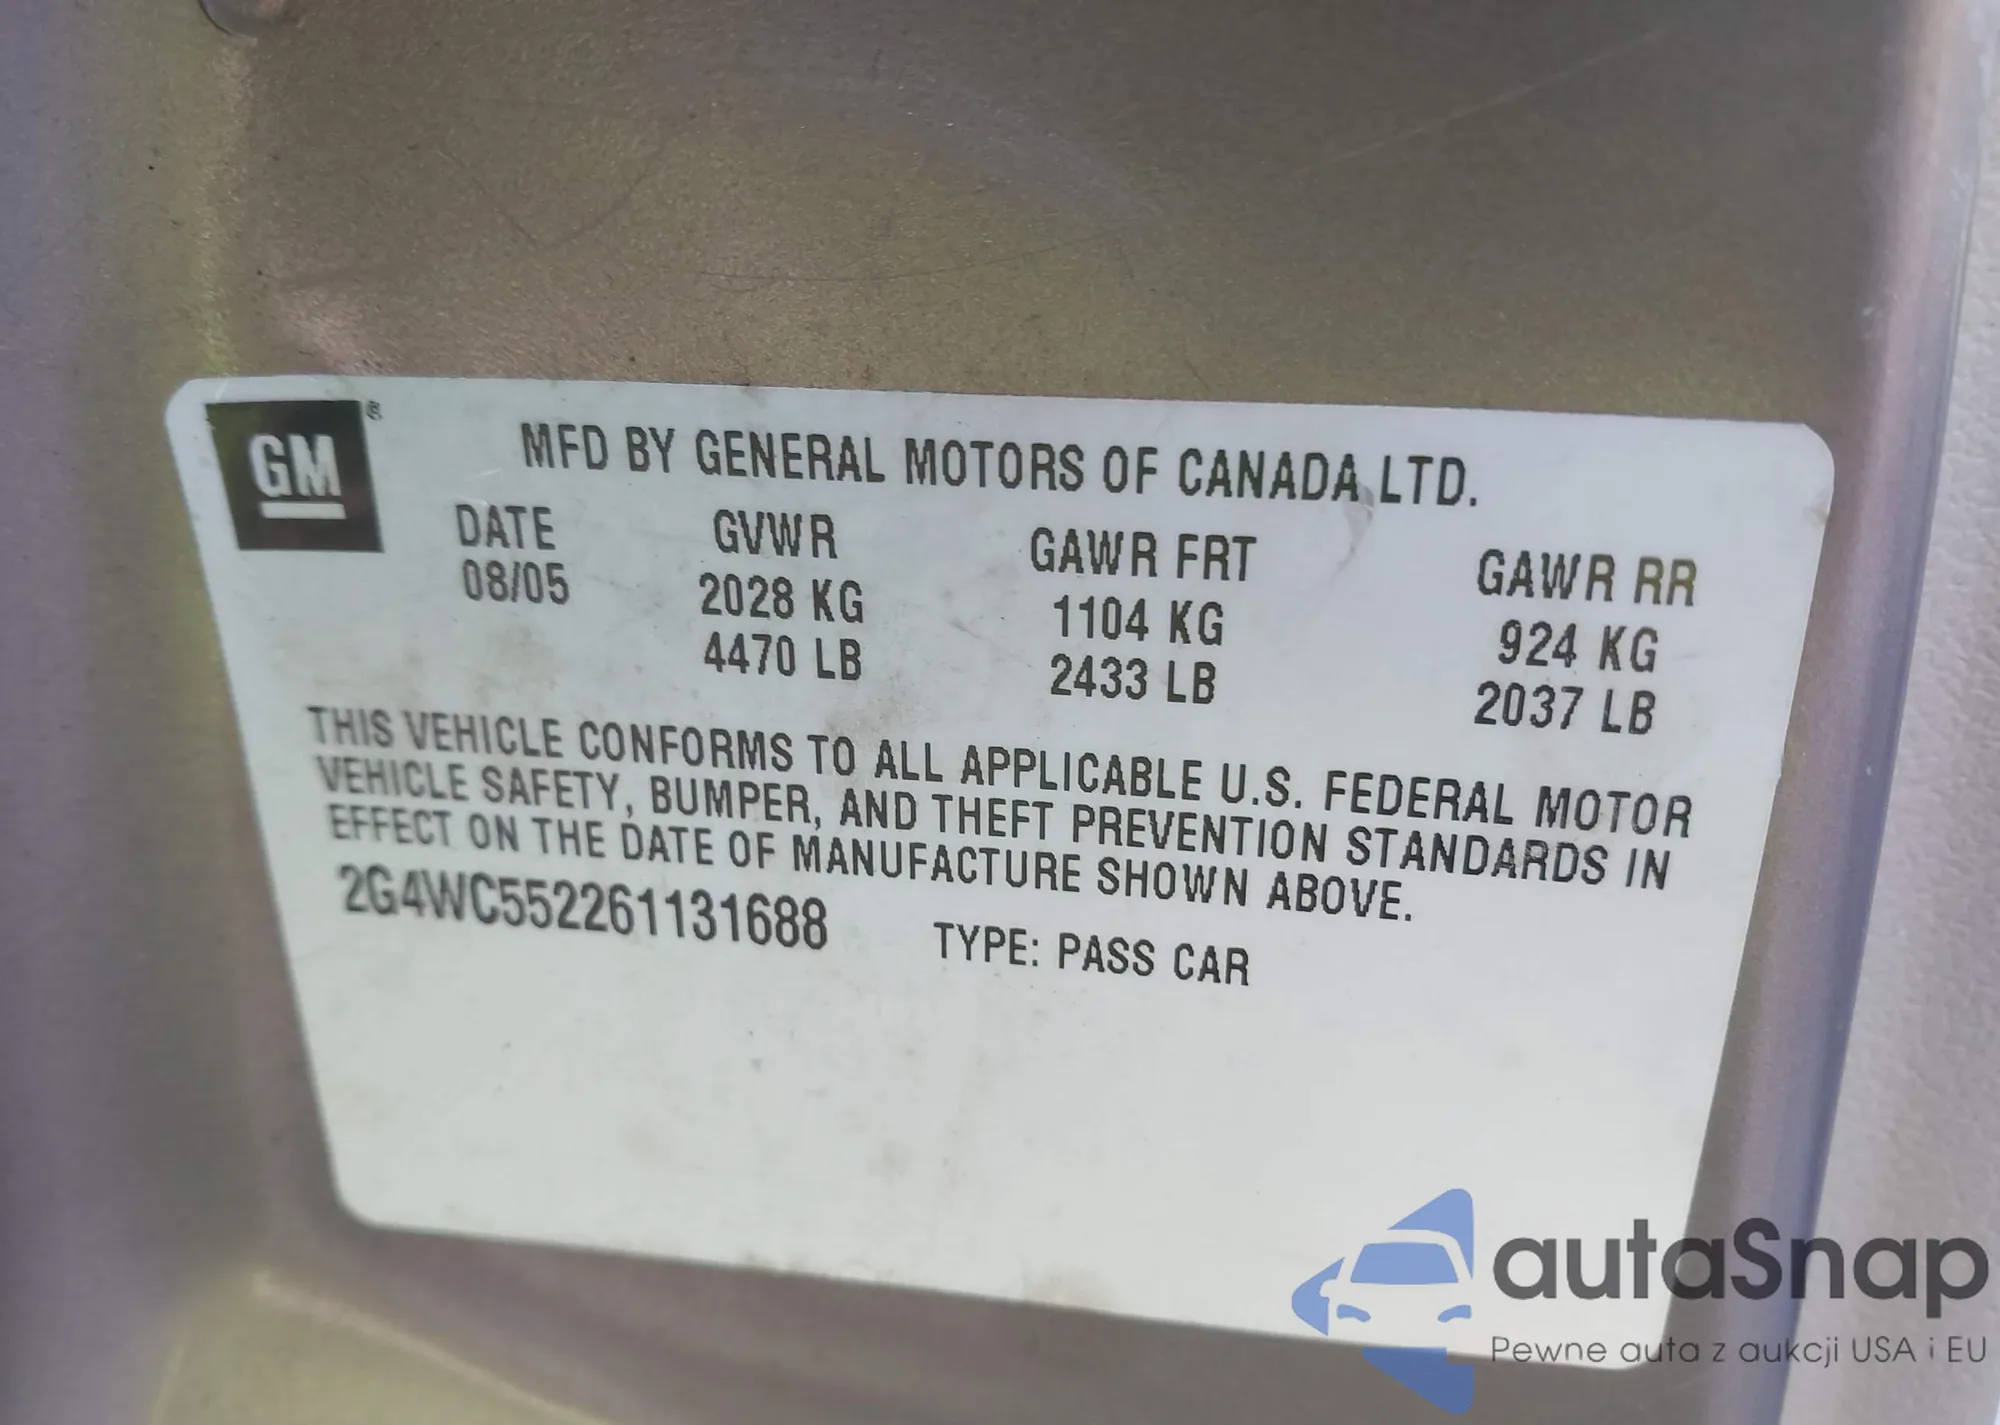 GM ®
MFD BY GENERAL MOTORS OF CANADA LTD.
DATE GVWR GAWR FRT GAWR RR
08/05 2028 KG 1104 KG 924 KG
4470 LB 2433 LB 2037 LB
THIS VEHICLE CONFORMS TO ALL APPLICABLE U.S. FEDERAL MOTOR
VEHICLE SAFETY, BUMPER, AND THEFT PREVENTION STANDARDS IN
EFFECT ON THE DATE OF MANUFACTURE SHOWN ABOVE.
2G4WC552261131688 TYPE: PASS CAR
autaSnap
Pewne auta z aukcji USA i EU